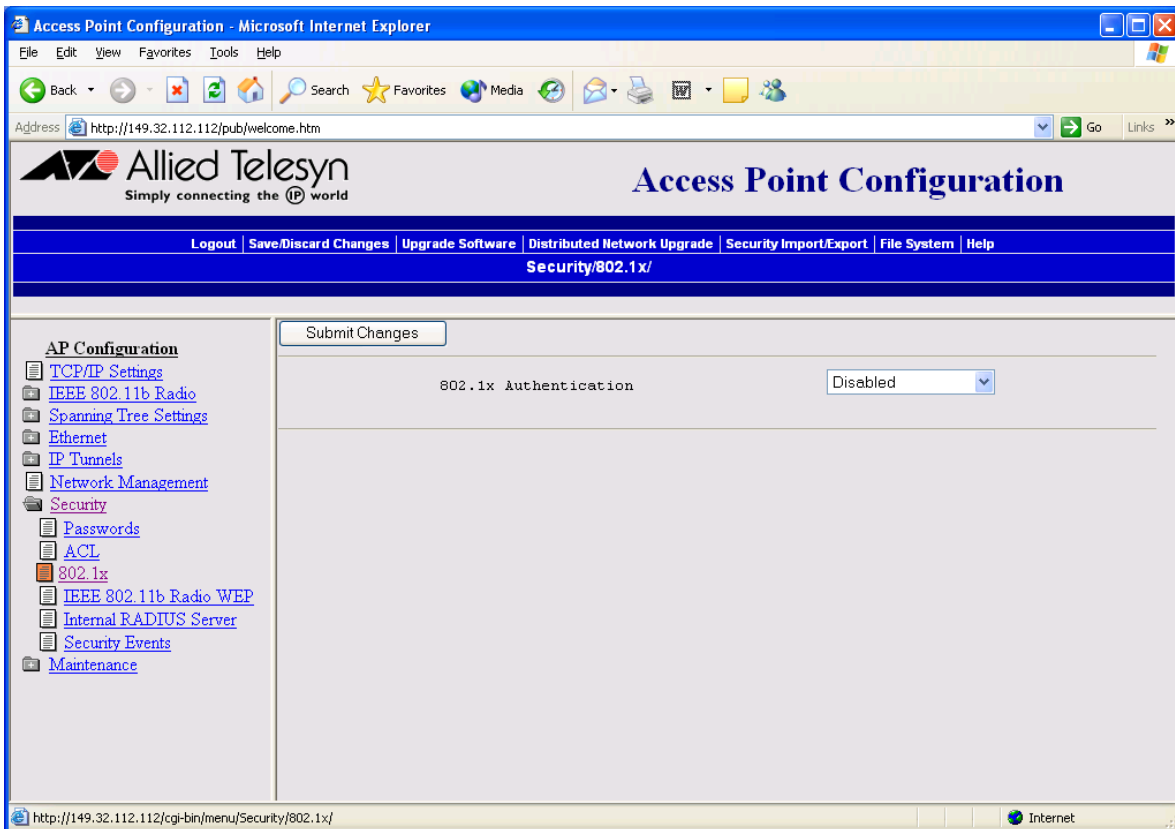 Access Point Configuration - Microsoft Internet Explorer
File Edit View Favorites Tools Help
Back Search Favorites Media
Address http://149.32.112.112/pub/welcome.htm Go Links »
Allied Telesyn
Simply connecting the IP world
Access Point Configuration
Logout | Save/Discard Changes | Upgrade Software | Distributed Network Upgrade | Security Import/Export | File System | Help
Security/802.1x/
AP Configuration
TCP/IP Settings
IEEE 802.11b Radio
Spanning Tree Settings
Ethernet
IP Tunnels
Network Management
Security
Passwords
ACL
802.1x
IEEE 802.11b Radio WEP
Internal RADIUS Server
Security Events
Maintenance
Submit Changes
802.1x Authentication Disabled
http://149.32.112.112/cgi-bin/menu/Security/802.1x/ Internet